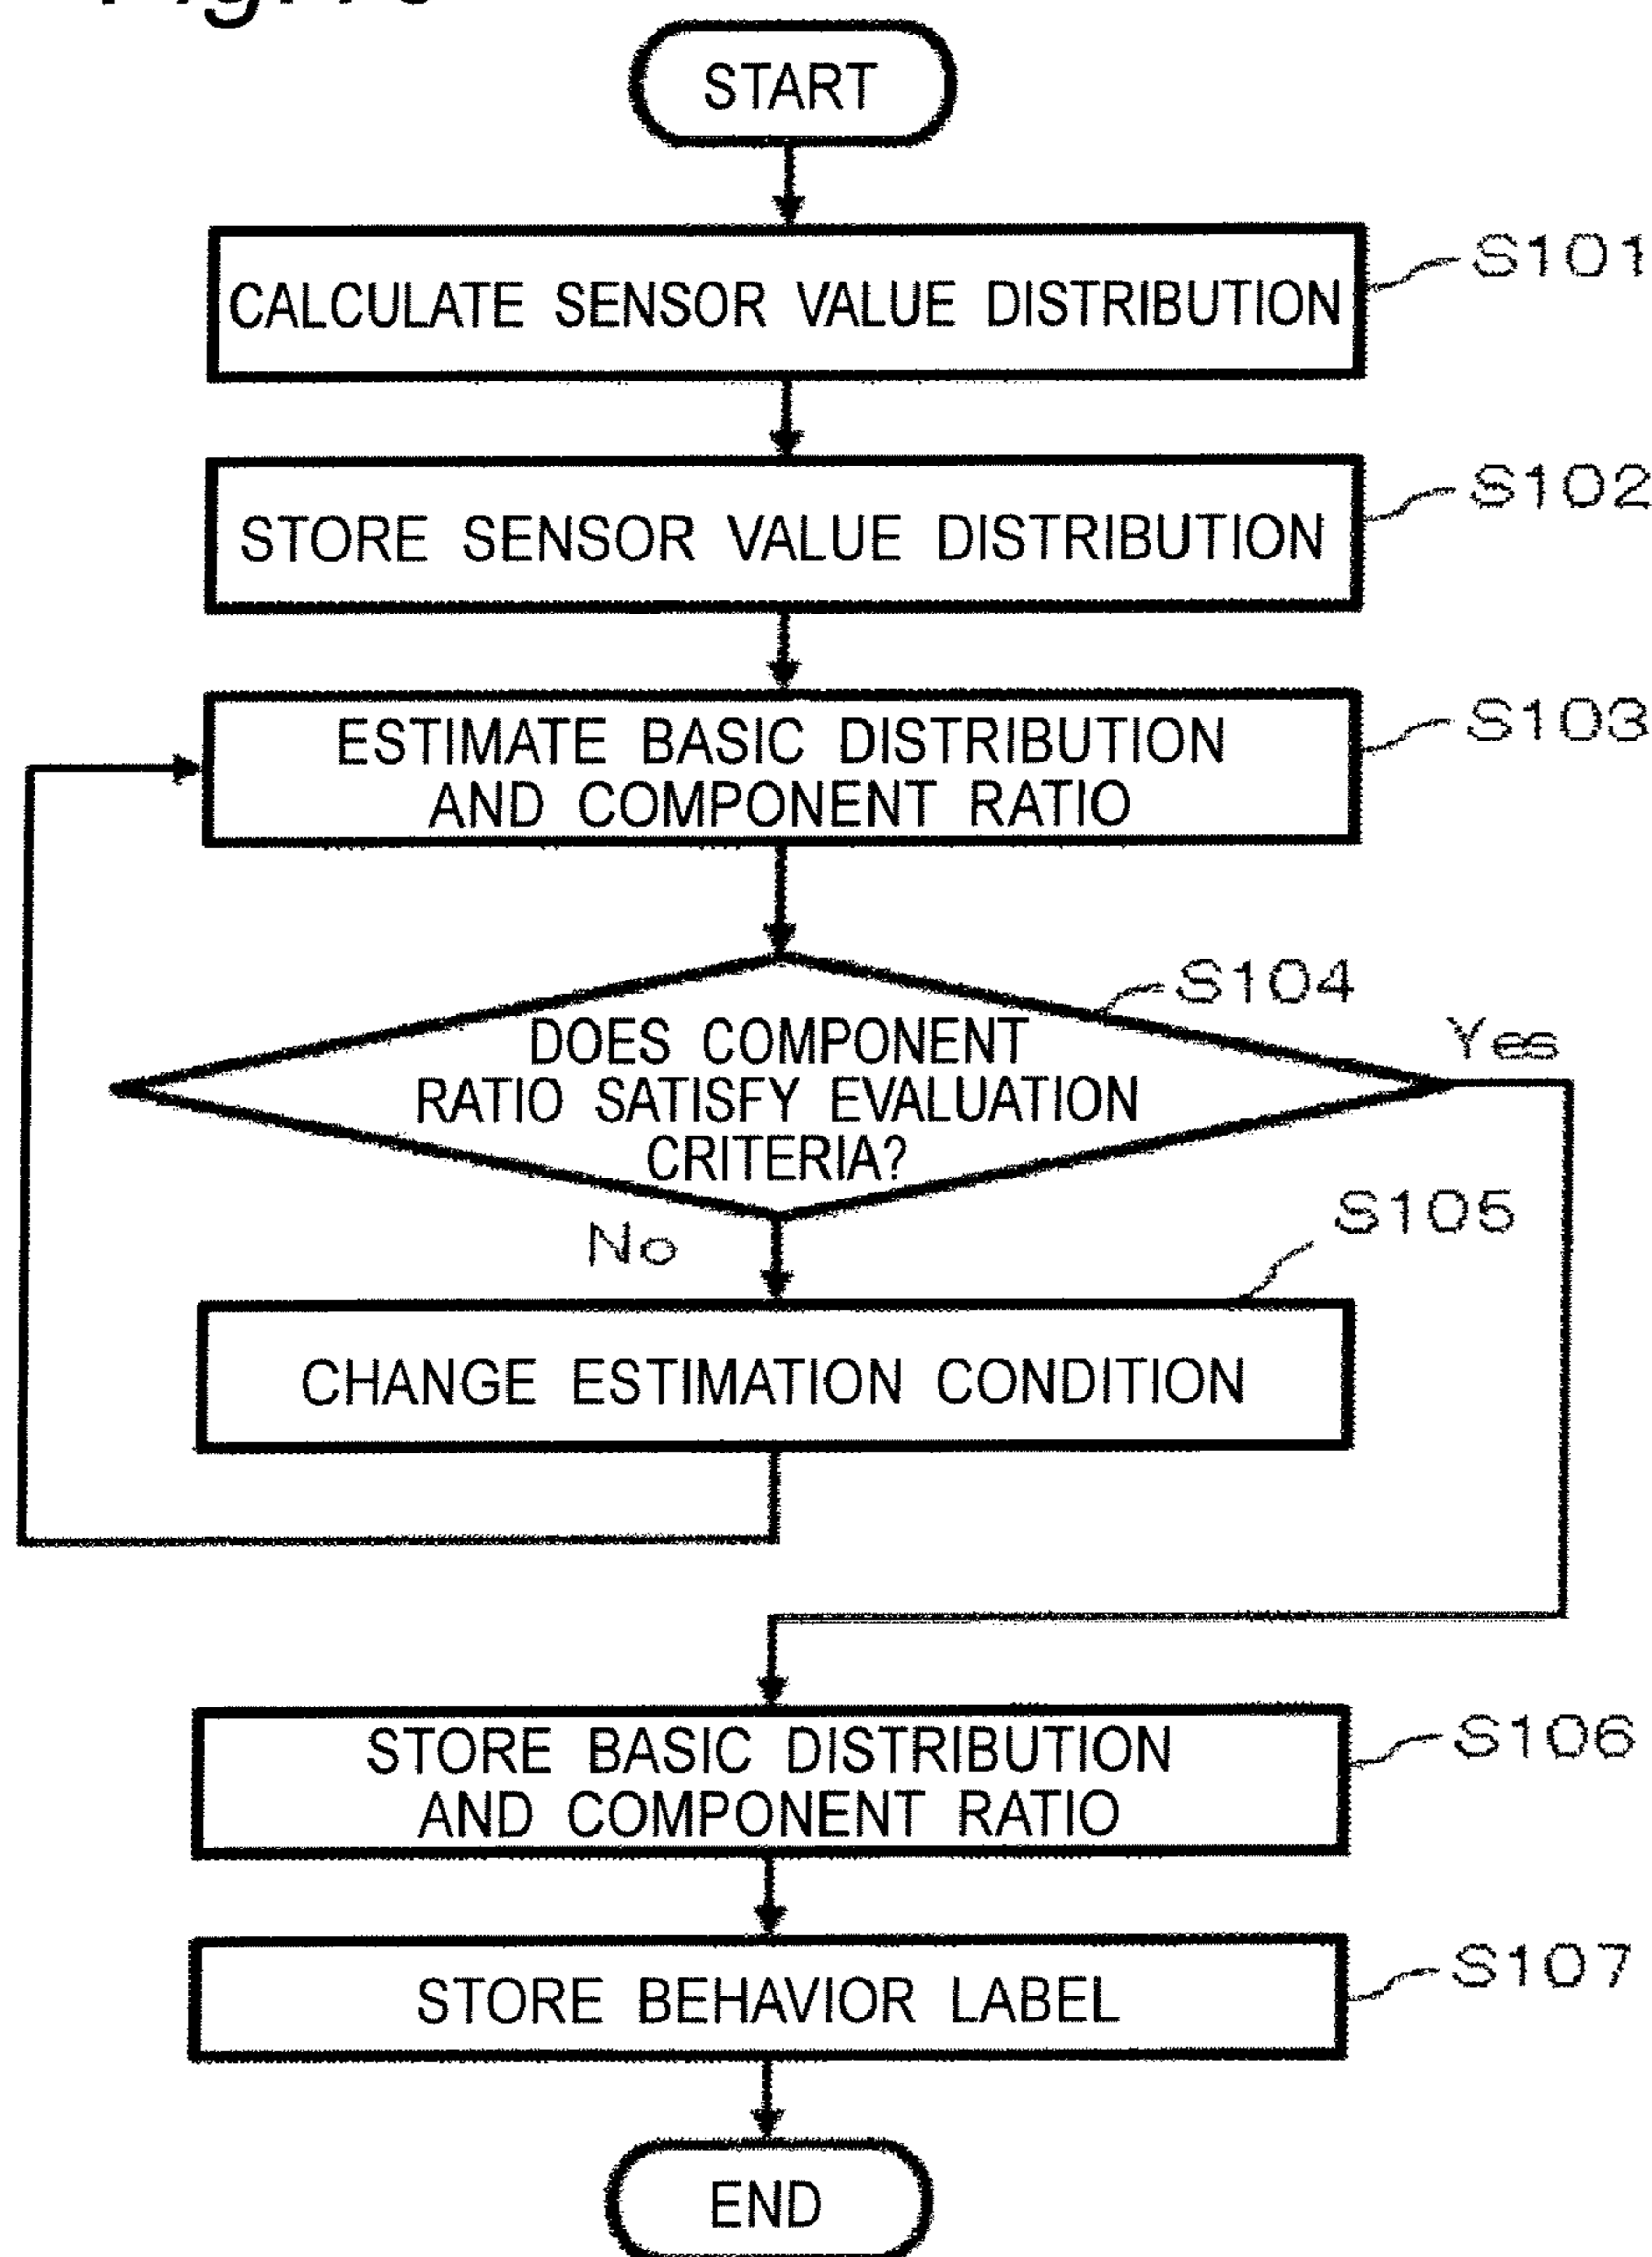 START
CALCULATE SENSOR VALUE DISTRIBUTION
S101
STORE SENSOR VALUE DISTRIBUTION
S102
ESTIMATE BASIC DISTRIBUTION
AND COMPONENT RATIO
S103
S104
DOES COMPONENT
RATIO SATISFY EVALUATION
CRITERIA?
Yes
No
S105
CHANGE ESTIMATION CONDITION
STORE BASIC DISTRIBUTION
AND COMPONENT RATIO
S106
STORE BEHAVIOR LABEL
S107
END